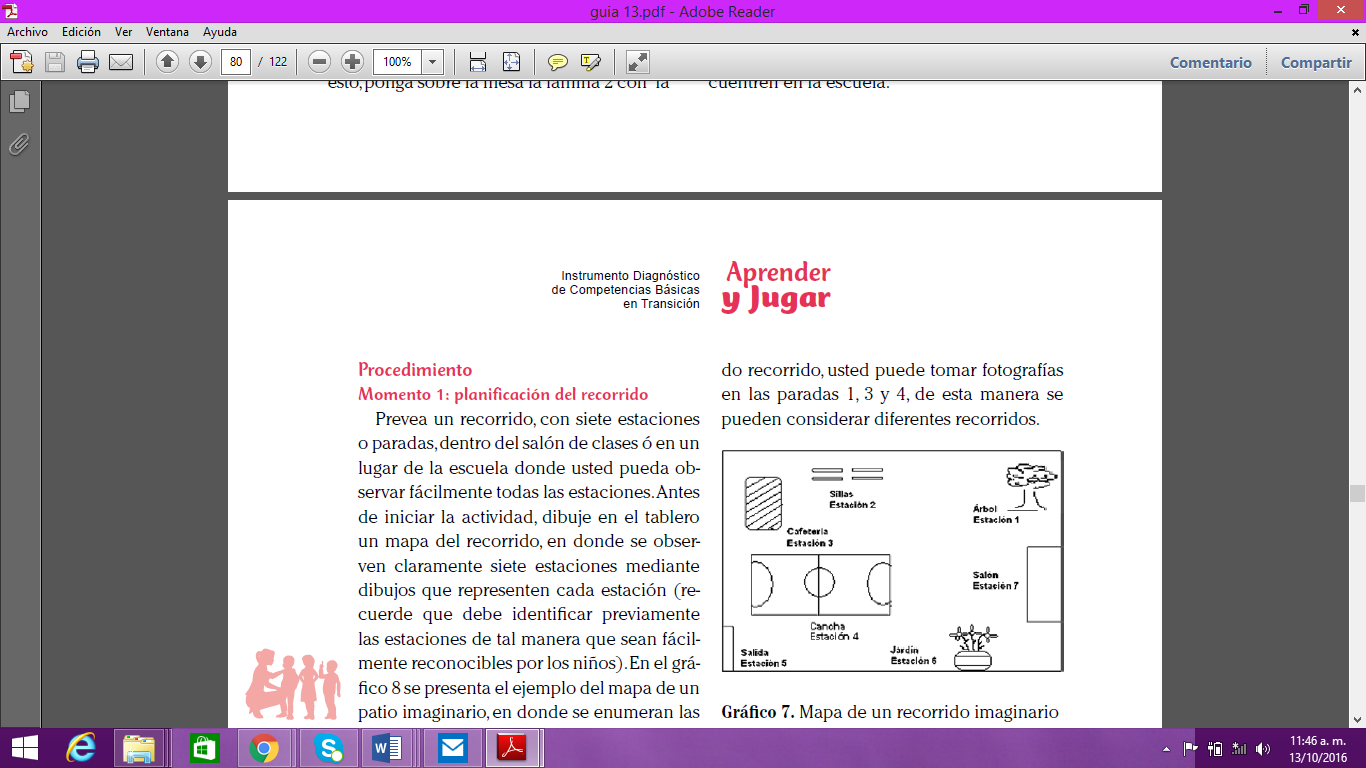 guia 13.pdf - Adobe Reader
Archivo Edición Ver Ventana Ayuda
80 / 122 100% Comentario Compartir
esto, ponga sobre la mesa la lámina 2 con la
cuentren en la escuela.
Instrumento Diagnóstico
de Competencias Básicas
en Transición
Aprender
y Jugar
Procedimiento
Momento 1: planificación del recorrido
Prevea un recorrido, con siete estaciones
o paradas, dentro del salón de clases ó en un
lugar de la escuela donde usted pueda ob-
servar fácilmente todas las estaciones. Antes
de iniciar la actividad, dibuje en el tablero
un mapa del recorrido, en donde se obser-
ven claramente siete estaciones mediante
dibujos que representen cada estación (re-
cuerde que debe identificar previamente
las estaciones de tal manera que sean fácil-
mente reconocibles por los niños). En el grá-
fico 8 se presenta el ejemplo del mapa de un
patio imaginario, en donde se enumeran las
do recorrido, usted puede tomar fotografías
en las paradas 1, 3 y 4, de esta manera se
pueden considerar diferentes recorridos.
Sillas
Estación 2
Árbol
Estación 1
Cafetería
Estación 3
Salón
Estación 7
Cancha
Estación 4
Salida
Estación 5
Jardín
Estación 6
Gráfico 7. Mapa de un recorrido imaginario
11:46 a. m.
13/10/2016